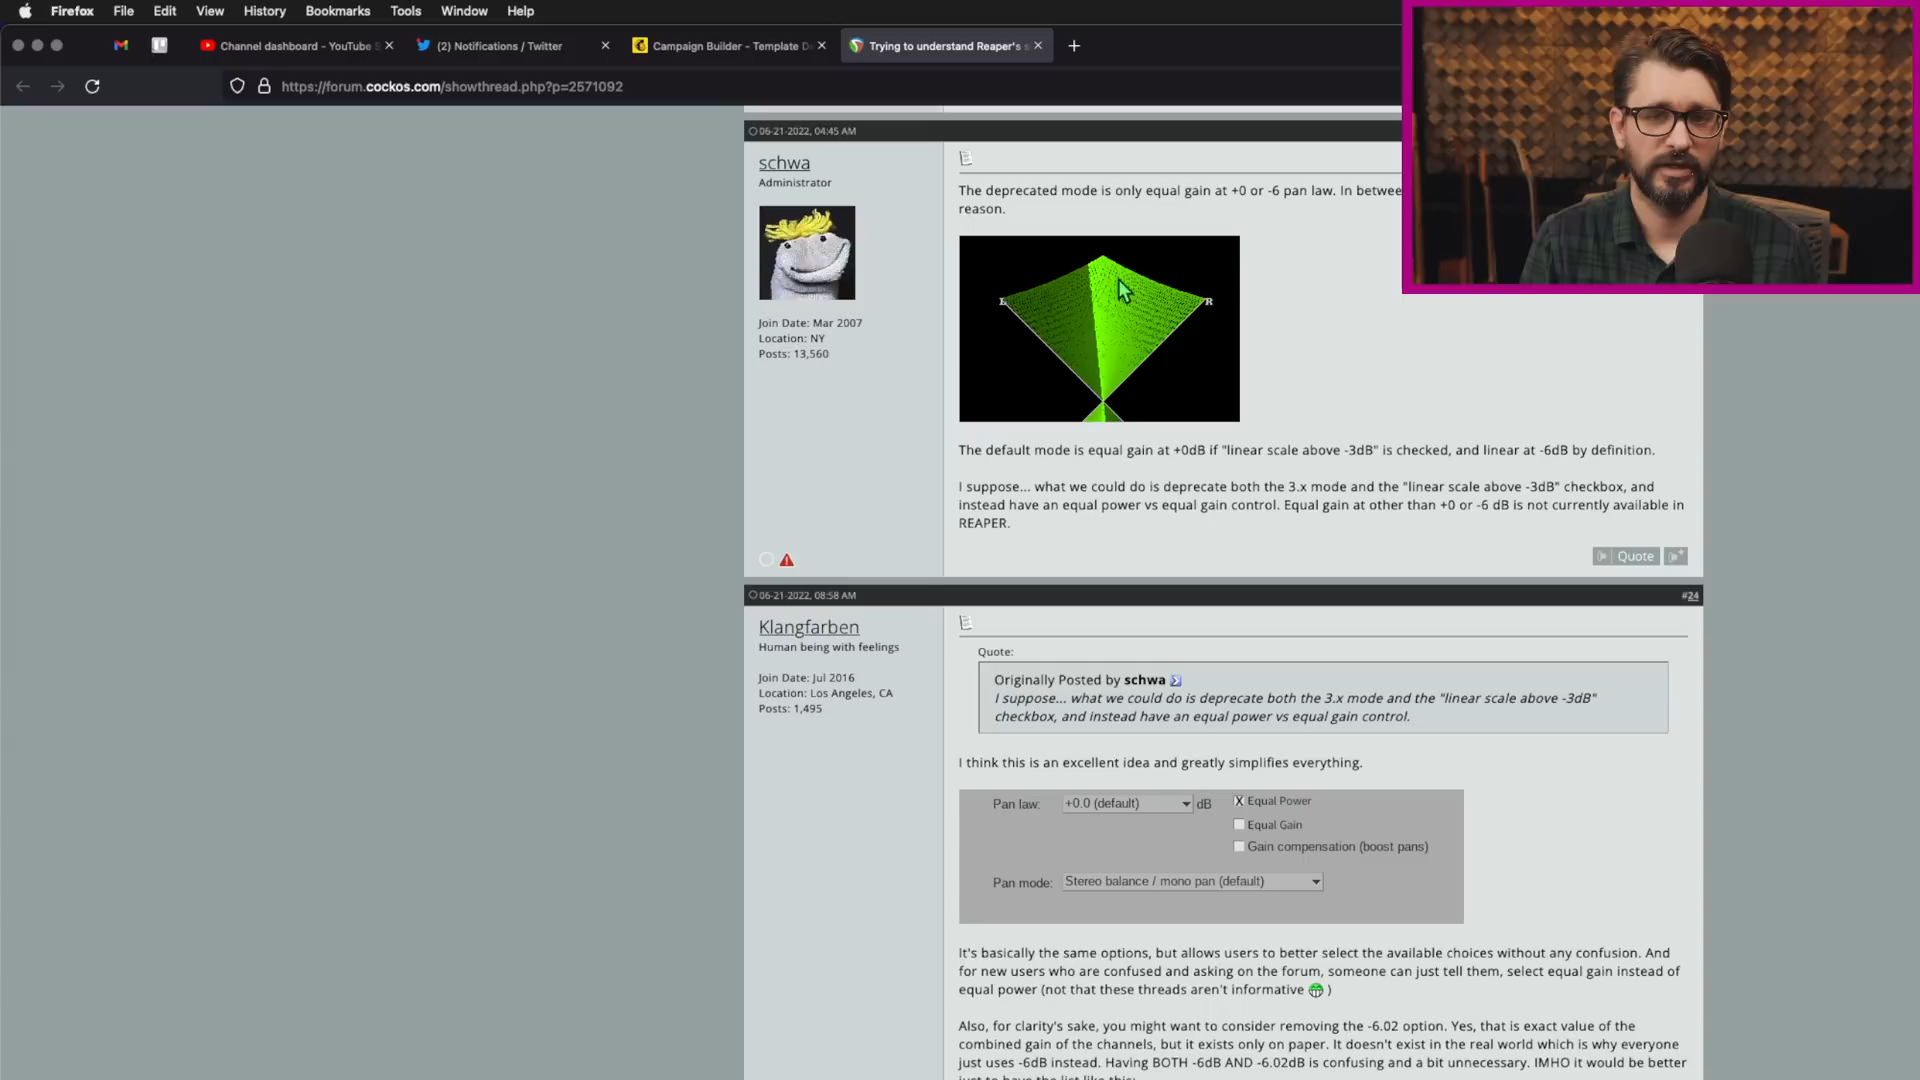 Firefox File Edit View History Bookmarks Tools Window Help
Channel dashboard - YouTube S
(2) Notifications / Twitter
Campaign Builder - Template D
Trying to understand Reaper's s
https://forum.cockos.com/showthread.php?p=2571092
06-21-2022, 04:45 AM
schwa
Administrator
Join Date: Mar 2007
Location: NY
Posts: 13,560
The deprecated mode is only equal gain at +0 or -6 pan law. In betwee
reason.
L
R
The default mode is equal gain at +0dB if "linear scale above -3dB" is checked, and linear at -6dB by definition.
I suppose... what we could do is deprecate both the 3.x mode and the "linear scale above -3dB" checkbox, and
instead have an equal power vs equal gain control. Equal gain at other than +0 or -6 dB is not currently available in
REAPER.
Quote
06-21-2022, 08:58 AM
#24
Klangfarben
Human being with feelings
Join Date: Jul 2016
Location: Los Angeles, CA
Posts: 1,495
Quote:
Originally Posted by schwa
I suppose... what we could do is deprecate both the 3.x mode and the "linear scale above -3dB"
checkbox, and instead have an equal power vs equal gain control.
I think this is an excellent idea and greatly simplifies everything.
Pan law: +0.0 (default) dB X Equal Power
Equal Gain
Gain compensation (boost pans)
Pan mode: Stereo balance / mono pan (default)
It's basically the same options, but allows users to better select the available choices without any confusion. And
for new users who are confused and asking on the forum, someone can just tell them, select equal gain instead of
equal power (not that these threads aren't informative )
Also, for clarity's sake, you might want to consider removing the -6.02 option. Yes, that is exact value of the
combined gain of the channels, but it exists only on paper. It doesn't exist in the real world which is why everyone
just uses -6dB instead. Having BOTH -6dB AND -6.02dB is confusing and a bit unnecessary. IMHO it would be better
just to have the list like this: